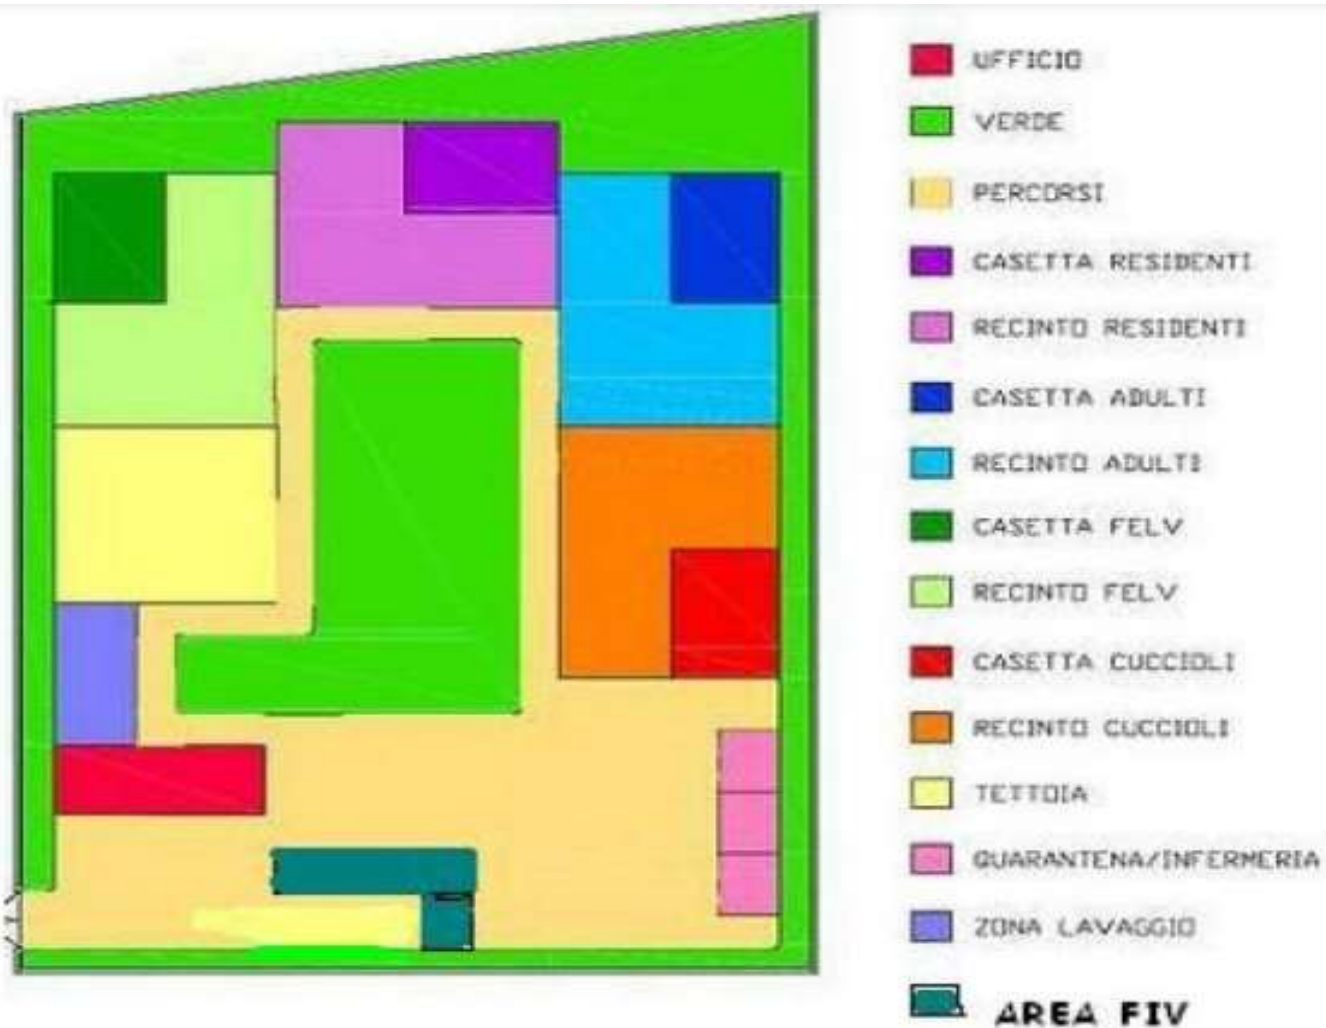 UFFICIO
VERDE
PERCORSI
CASETTA RESIDENTI
RECINTO RESIDENTI
CASETTA ADULTI
RECINTO ADULTI
CASETTA FELV
RECINTO FELV
CASETTA CUCCIOLI
RECINTO CUCCIOLI
TETTOIA
QUARANTENA/INFERMERIA
ZONA LAVAGGIO
AREA FIV